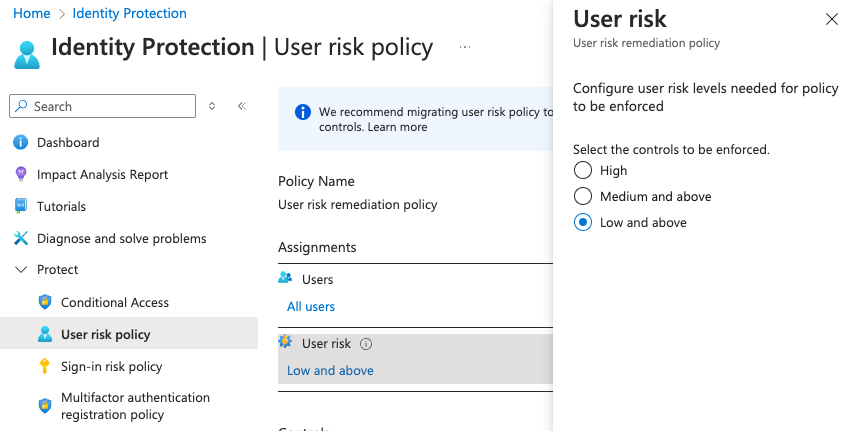 Home > Identity Protection
Identity Protection | User risk policy ...
Search
Dashboard
Impact Analysis Report
Tutorials
Diagnose and solve problems
Protect
Conditional Access
User risk policy
Sign-in risk policy
Multifactor authentication
registration policy
We recommend migrating user risk policy to
controls. Learn more
Policy Name
User risk remediation policy
Assignments
Users
All users
User risk
Low and above
User risk
User risk remediation policy
Configure user risk levels needed for policy
to be enforced
Select the controls to be enforced.
High
Medium and above
Low and above